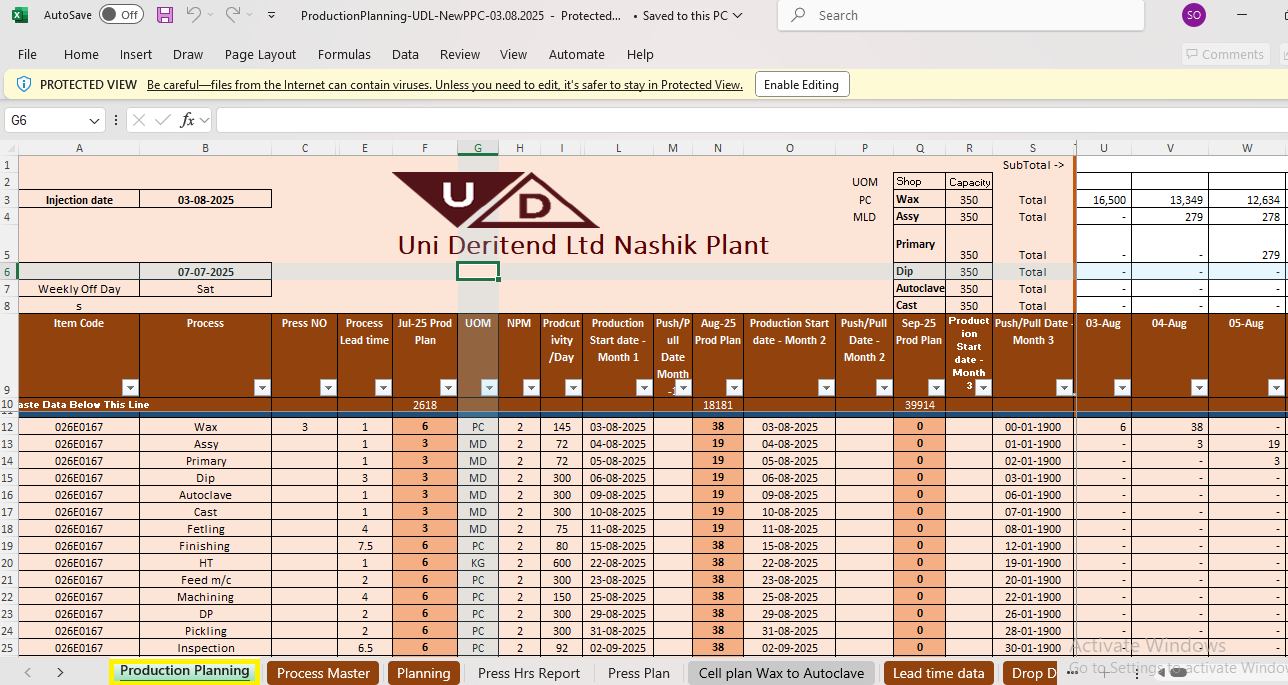 AutoSave Off ProductionPlanning-UDL-NewPPC-03.08.2025 - Protected... • Saved to this PC Search SO
File Home Insert Draw Page Layout Formulas Data Review View Automate Help Comments
PROTECTED VIEW Be careful—files from the Internet can contain viruses. Unless you need to edit, it's safer to stay in Protected View. Enable Editing
G6 fx
A B C E F G H I L M N O P Q R S U V W
1 SubTotal ->
2 UOM Shop Capacity
3 Injection date 03-08-2025 PC Wax 350 Total 16,500 13,349 12,634
4 MLD Assy 350 Total - 279 278
U D
Uni Deritend Ltd Nashik Plant
5 Primary 350 Total - - 279
6 07-07-2025 Dip 350 Total - - -
7 Weekly Off Day Sat Autoclave 350 Total - - -
8 s Cast 350 Total - - -
9 Item Code Process Press NO Process Lead time Jul-25 Prod Plan UOM NPM Prodcutivity /Day Production Start date - Month 1 Push/Pull Date Month -1 Aug-25 Prod Plan Production Start date - Month 2 Push/Pull Date - Month 2 Sep-25 Prod Plan Production Start date - Month 3 Push/Pull Date - Month 3 03-Aug 04-Aug 05-Aug
10 aste Data Below This Line 2618 18181 39914
12 026E0167 Wax 3 1 6 PC 2 145 03-08-2025 38 03-08-2025 0 00-01-1900 6 38 -
13 026E0167 Assy 1 3 MD 2 72 04-08-2025 19 04-08-2025 0 01-01-1900 - 3 19
14 026E0167 Primary 1 3 MD 2 72 05-08-2025 19 05-08-2025 0 02-01-1900 - - 3
15 026E0167 Dip 3 3 MD 2 300 06-08-2025 19 06-08-2025 0 03-01-1900 - - -
16 026E0167 Autoclave 1 3 MD 2 300 09-08-2025 19 09-08-2025 0 06-01-1900 - - -
17 026E0167 Cast 1 3 MD 2 300 10-08-2025 19 10-08-2025 0 07-01-1900 - - -
18 026E0167 Fetling 4 3 MD 2 75 11-08-2025 19 11-08-2025 0 08-01-1900 - - -
19 026E0167 Finishing 7.5 6 PC 2 80 15-08-2025 38 15-08-2025 0 12-01-1900 - - -
20 026E0167 HT 1 6 KG 2 600 22-08-2025 38 22-08-2025 0 19-01-1900 - - -
21 026E0167 Feed m/c 2 6 PC 2 300 23-08-2025 38 23-08-2025 0 20-01-1900 - - -
22 026E0167 Machining 4 6 PC 2 150 25-08-2025 38 25-08-2025 0 22-01-1900 - - -
23 026E0167 DP 2 6 PC 2 300 29-08-2025 38 29-08-2025 0 26-01-1900 - - -
24 026E0167 Pickling 2 6 PC 2 300 31-08-2025 38 31-08-2025 0 28-01-1900 - - -
25 026E0167 Inspection 6.5 6 PC 2 92 02-09-2025 38 02-09-2025 0 30-01-1900 - - -
Activate Windows
Go to Settings to activate Windows
Production Planning Process Master Planning Press Hrs Report Press Plan Cell plan Wax to Autoclave Lead time data Drop D